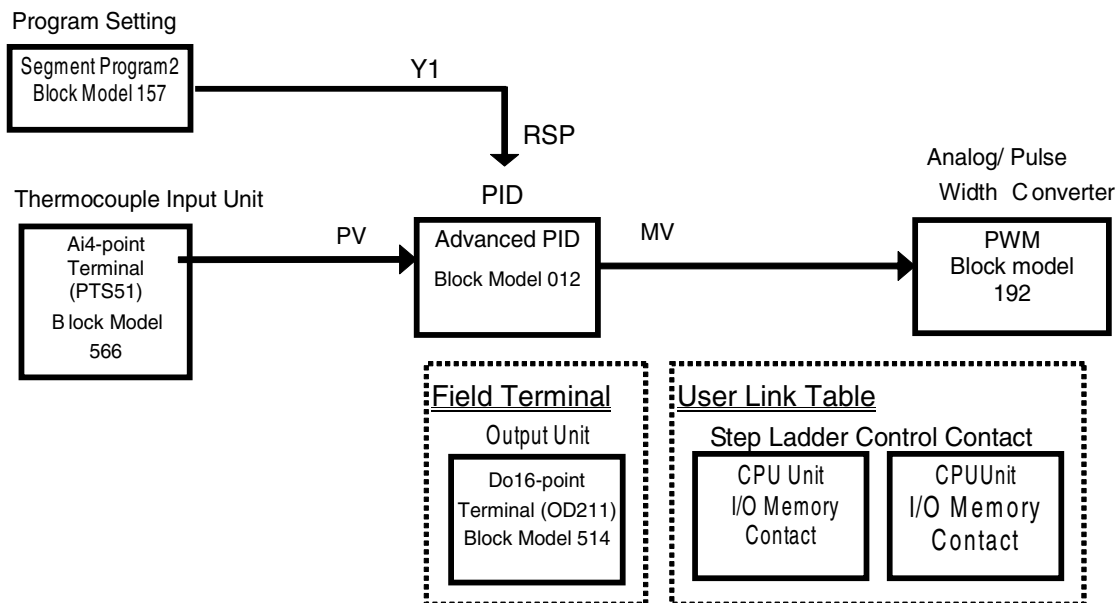 Program Setting
Segment Program2
Block Model 157
Y1
RSP
Thermocouple Input Unit
Ai4-point
Terminal
(PTS51)
Block Model
566
PV
PID
Advanced PID
Block Model 012
MV
Analog/ Pulse
Width Converter
PWM
Block model
192
Field Terminal
Output Unit
Do16-point
Terminal (OD211)
Block Model 514
User Link Table
Step Ladder Control Contact
CPU Unit
I/O Memory
Contact
CPUUnit
I/O Memory
Contact